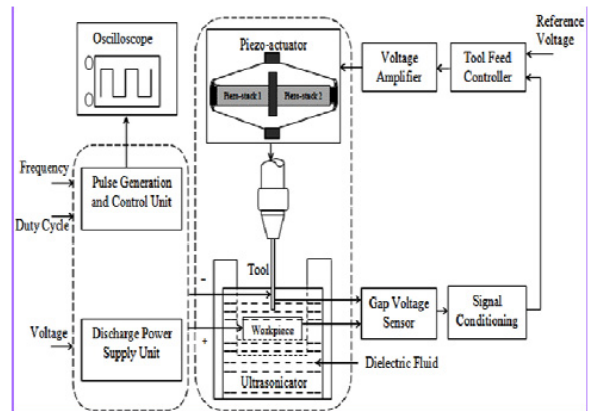 Reference
Voltage
Oscilloscope
Piezo-actuator
Voltage
Amplifier
Tool Feed
Controller
Piezo-stack 1
Piezo-stack 2
Frequency
Pulse Generation
and Control Unit
Duty Cycle
Tool
-
Gap Voltage
Sensor
Signal
Conditioning
Voltage
Discharge Power
Supply Unit
+
Workpiece
Dielectric Fluid
Ultrasonicator